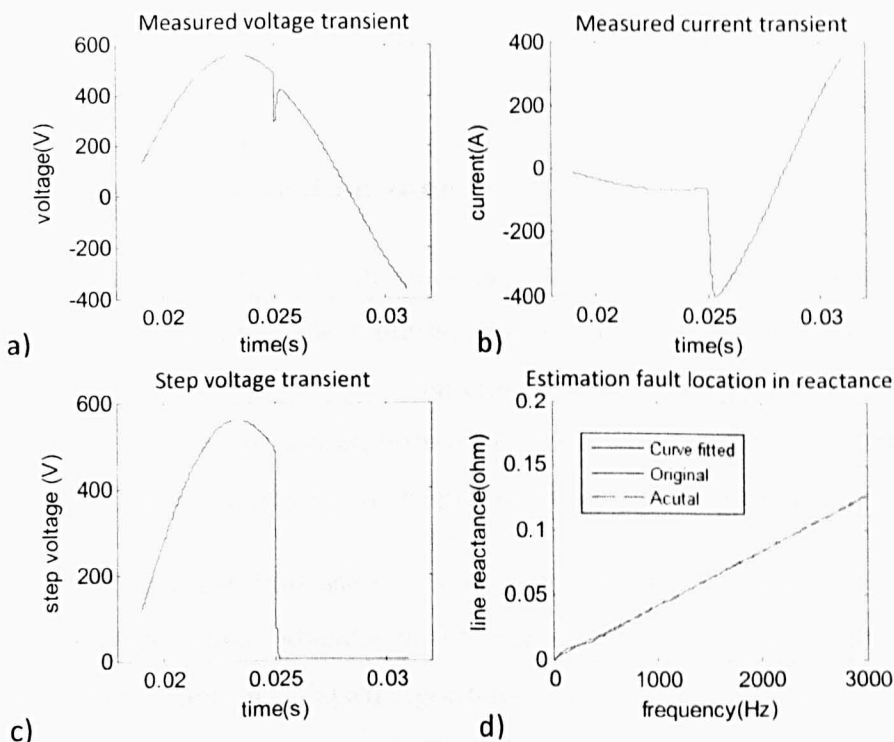 Measured voltage transient
600
400
200
0
-200
-400
voltage(V)
0.02
0.025
0.03
time(s)
a)
Measured current transient
400
200
0
-200
-400
current(A)
0.02
0.025
0.03
time(s)
b)
Step voltage transient
600
400
200
0
step voltage (V)
0.02
0.025
0.03
time(s)
c)
Estimation fault location in reactance
0.2
0.15
0.1
0.05
0
line reactance(ohm)
Curve fitted
Original
Acutal
0
1000
2000
3000
frequency(Hz)
d)